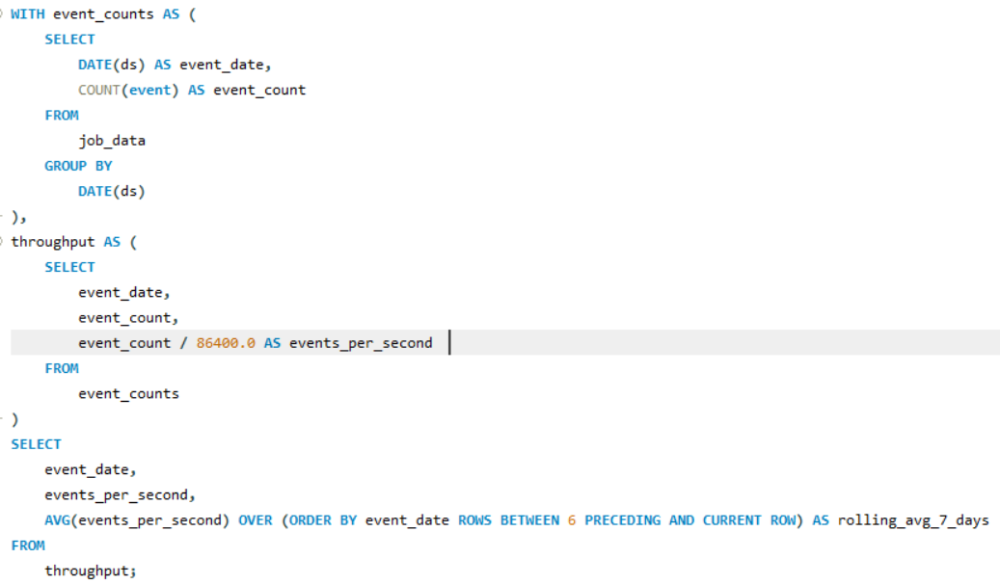 WITH event_counts AS (
    SELECT
        DATE(ds) AS event_date,
        COUNT(event) AS event_count
    FROM
        job_data
    GROUP BY
        DATE(ds)
),
throughput AS (
    SELECT
        event_date,
        event_count,
        event_count / 86400.0 AS events_per_second
    FROM
        event_counts
)
SELECT
    event_date,
    events_per_second,
    AVG(events_per_second) OVER (ORDER BY event_date ROWS BETWEEN 6 PRECEDING AND CURRENT ROW) AS rolling_avg_7_days
FROM
    throughput;